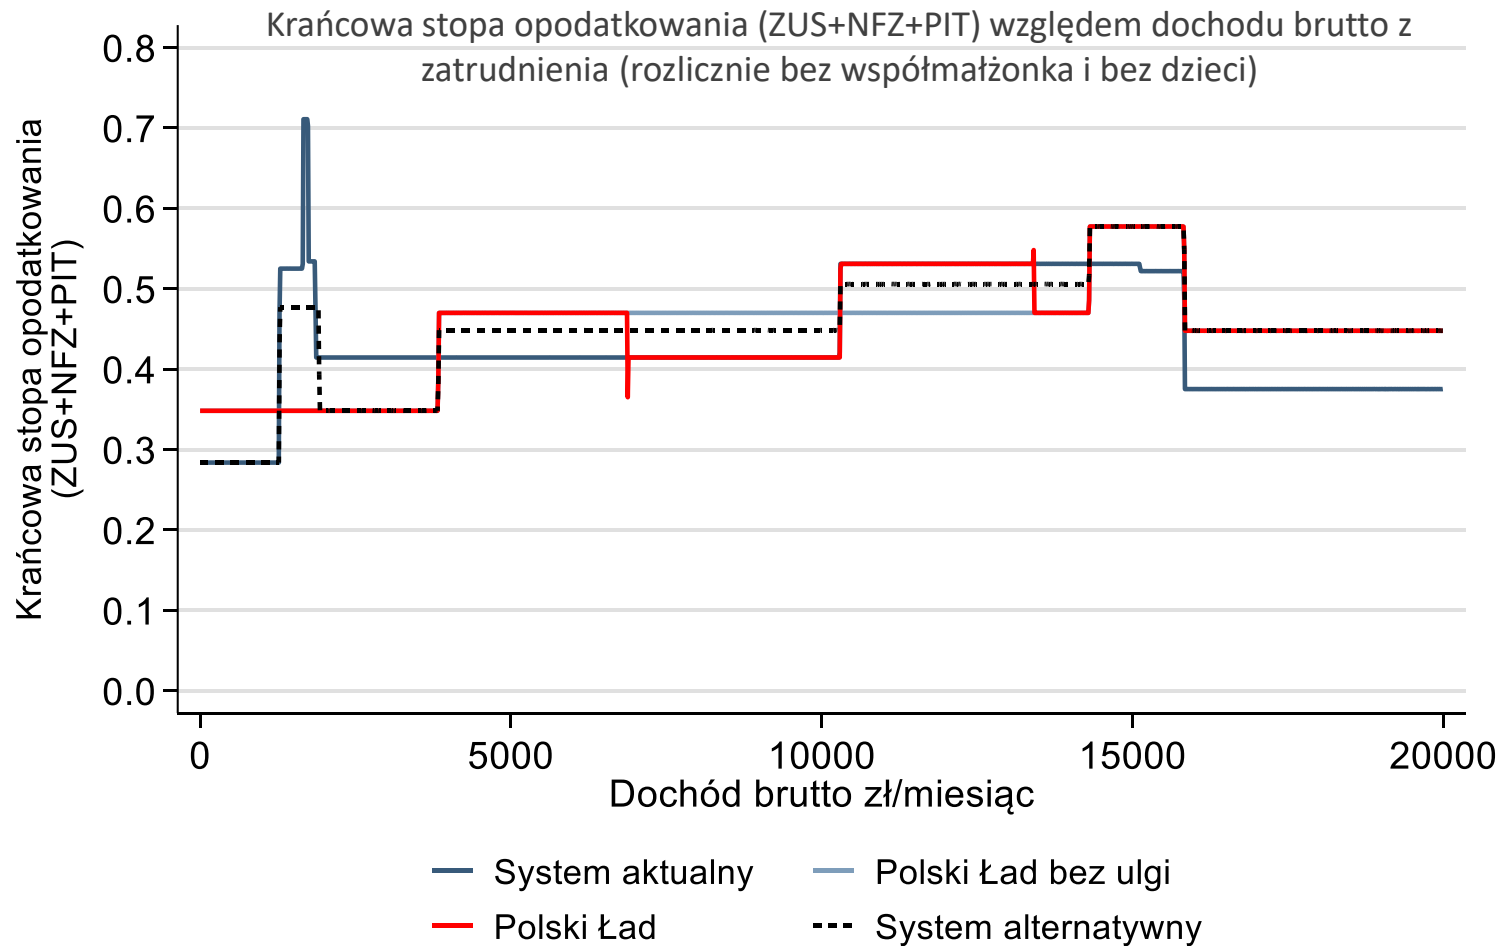 Krańcowa stopa opodatkowania (ZUS+NFZ+PIT) względem dochodu brutto z
zatrudnienia (rozlicznie bez współmałżonka i bez dzieci)
Krańcowa stopa opodatkowania
(ZUS+NFZ+PIT)
0.8
0.7
0.6
0.5
0.4
0.3
0.2
0.1
0.0
0 5000 10000 15000 20000
Dochód brutto zł/miesiąc
System aktualny Polski Ład bez ulgi
Polski Ład System alternatywny